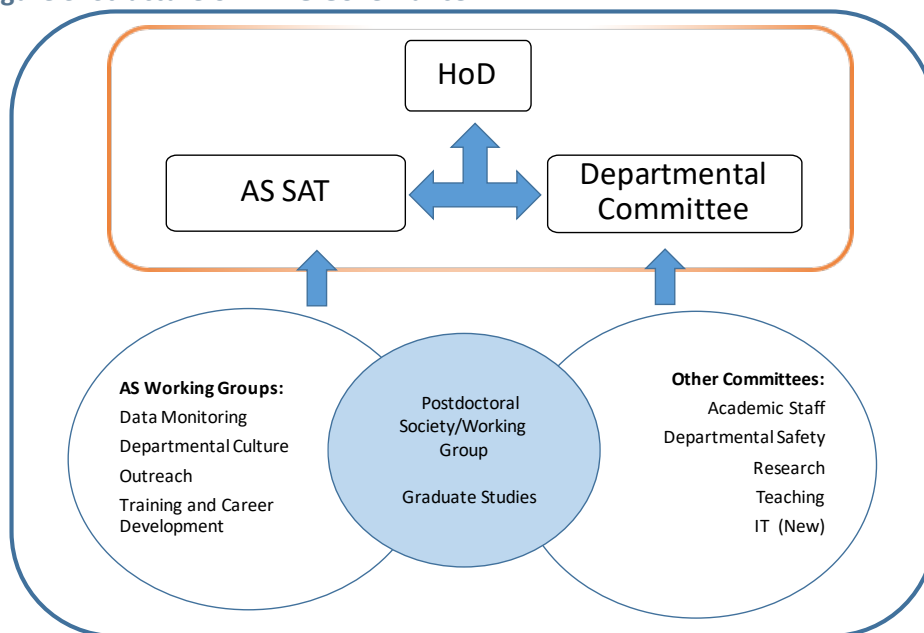 HoD
AS SAT
Departmental
Committee
AS Working Groups:
Data Monitoring
Departmental Culture
Outreach
Training and Career
Development
Postdoctoral
Society/Working
Group
Graduate Studies
Other Committees:
Academic Staff
Departmental Safety
Research
Teaching
IT (New)